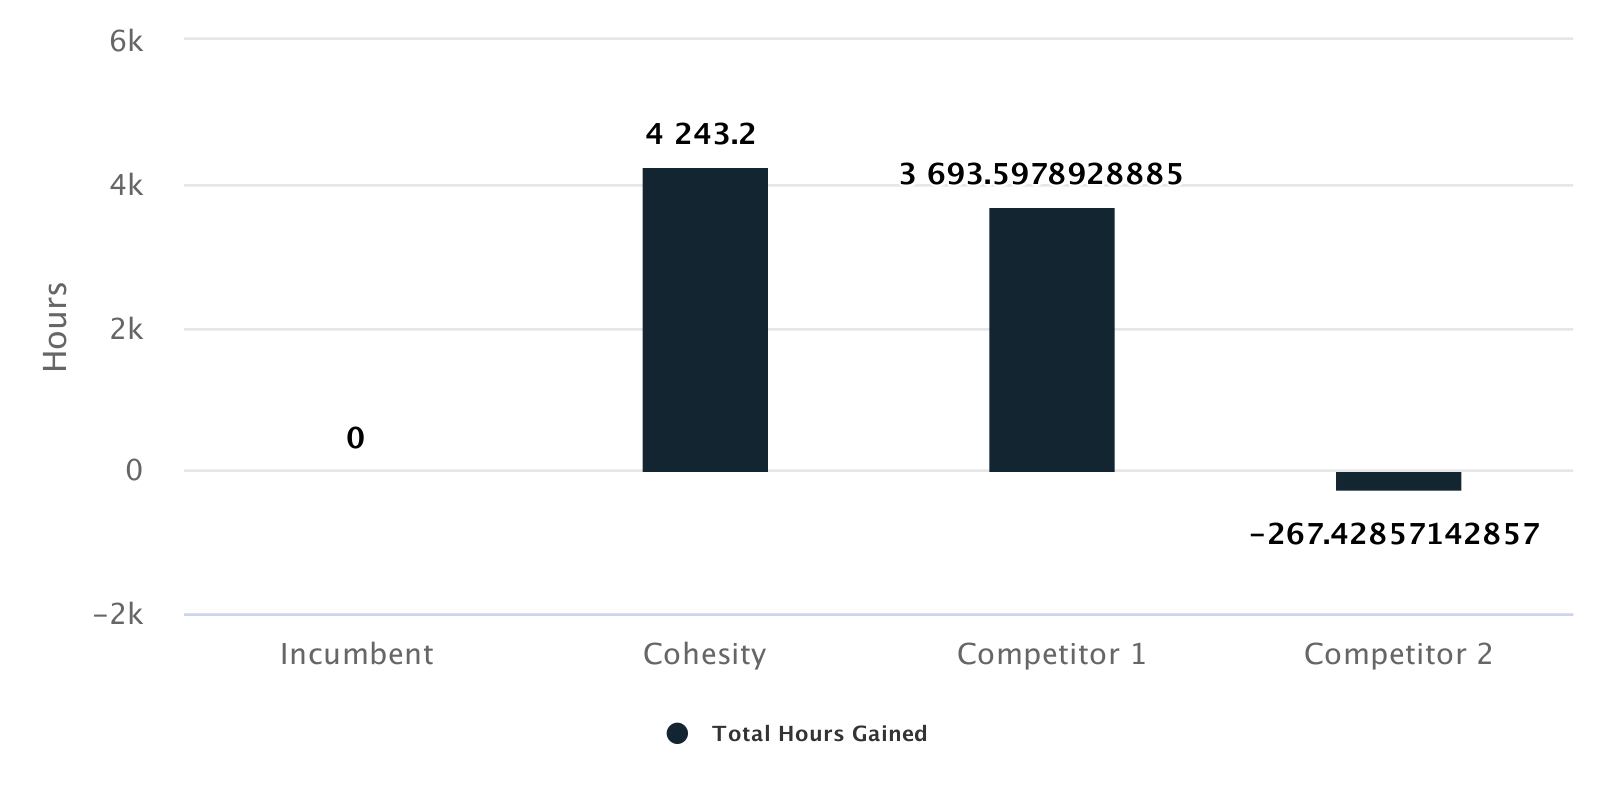 6k
4 243.2
3 693.5978928885
4k
Hours
2k
0
0
−267.42857142857
−2k
Incumbent
Cohesity
Competitor 1
Competitor 2
Total Hours Gained